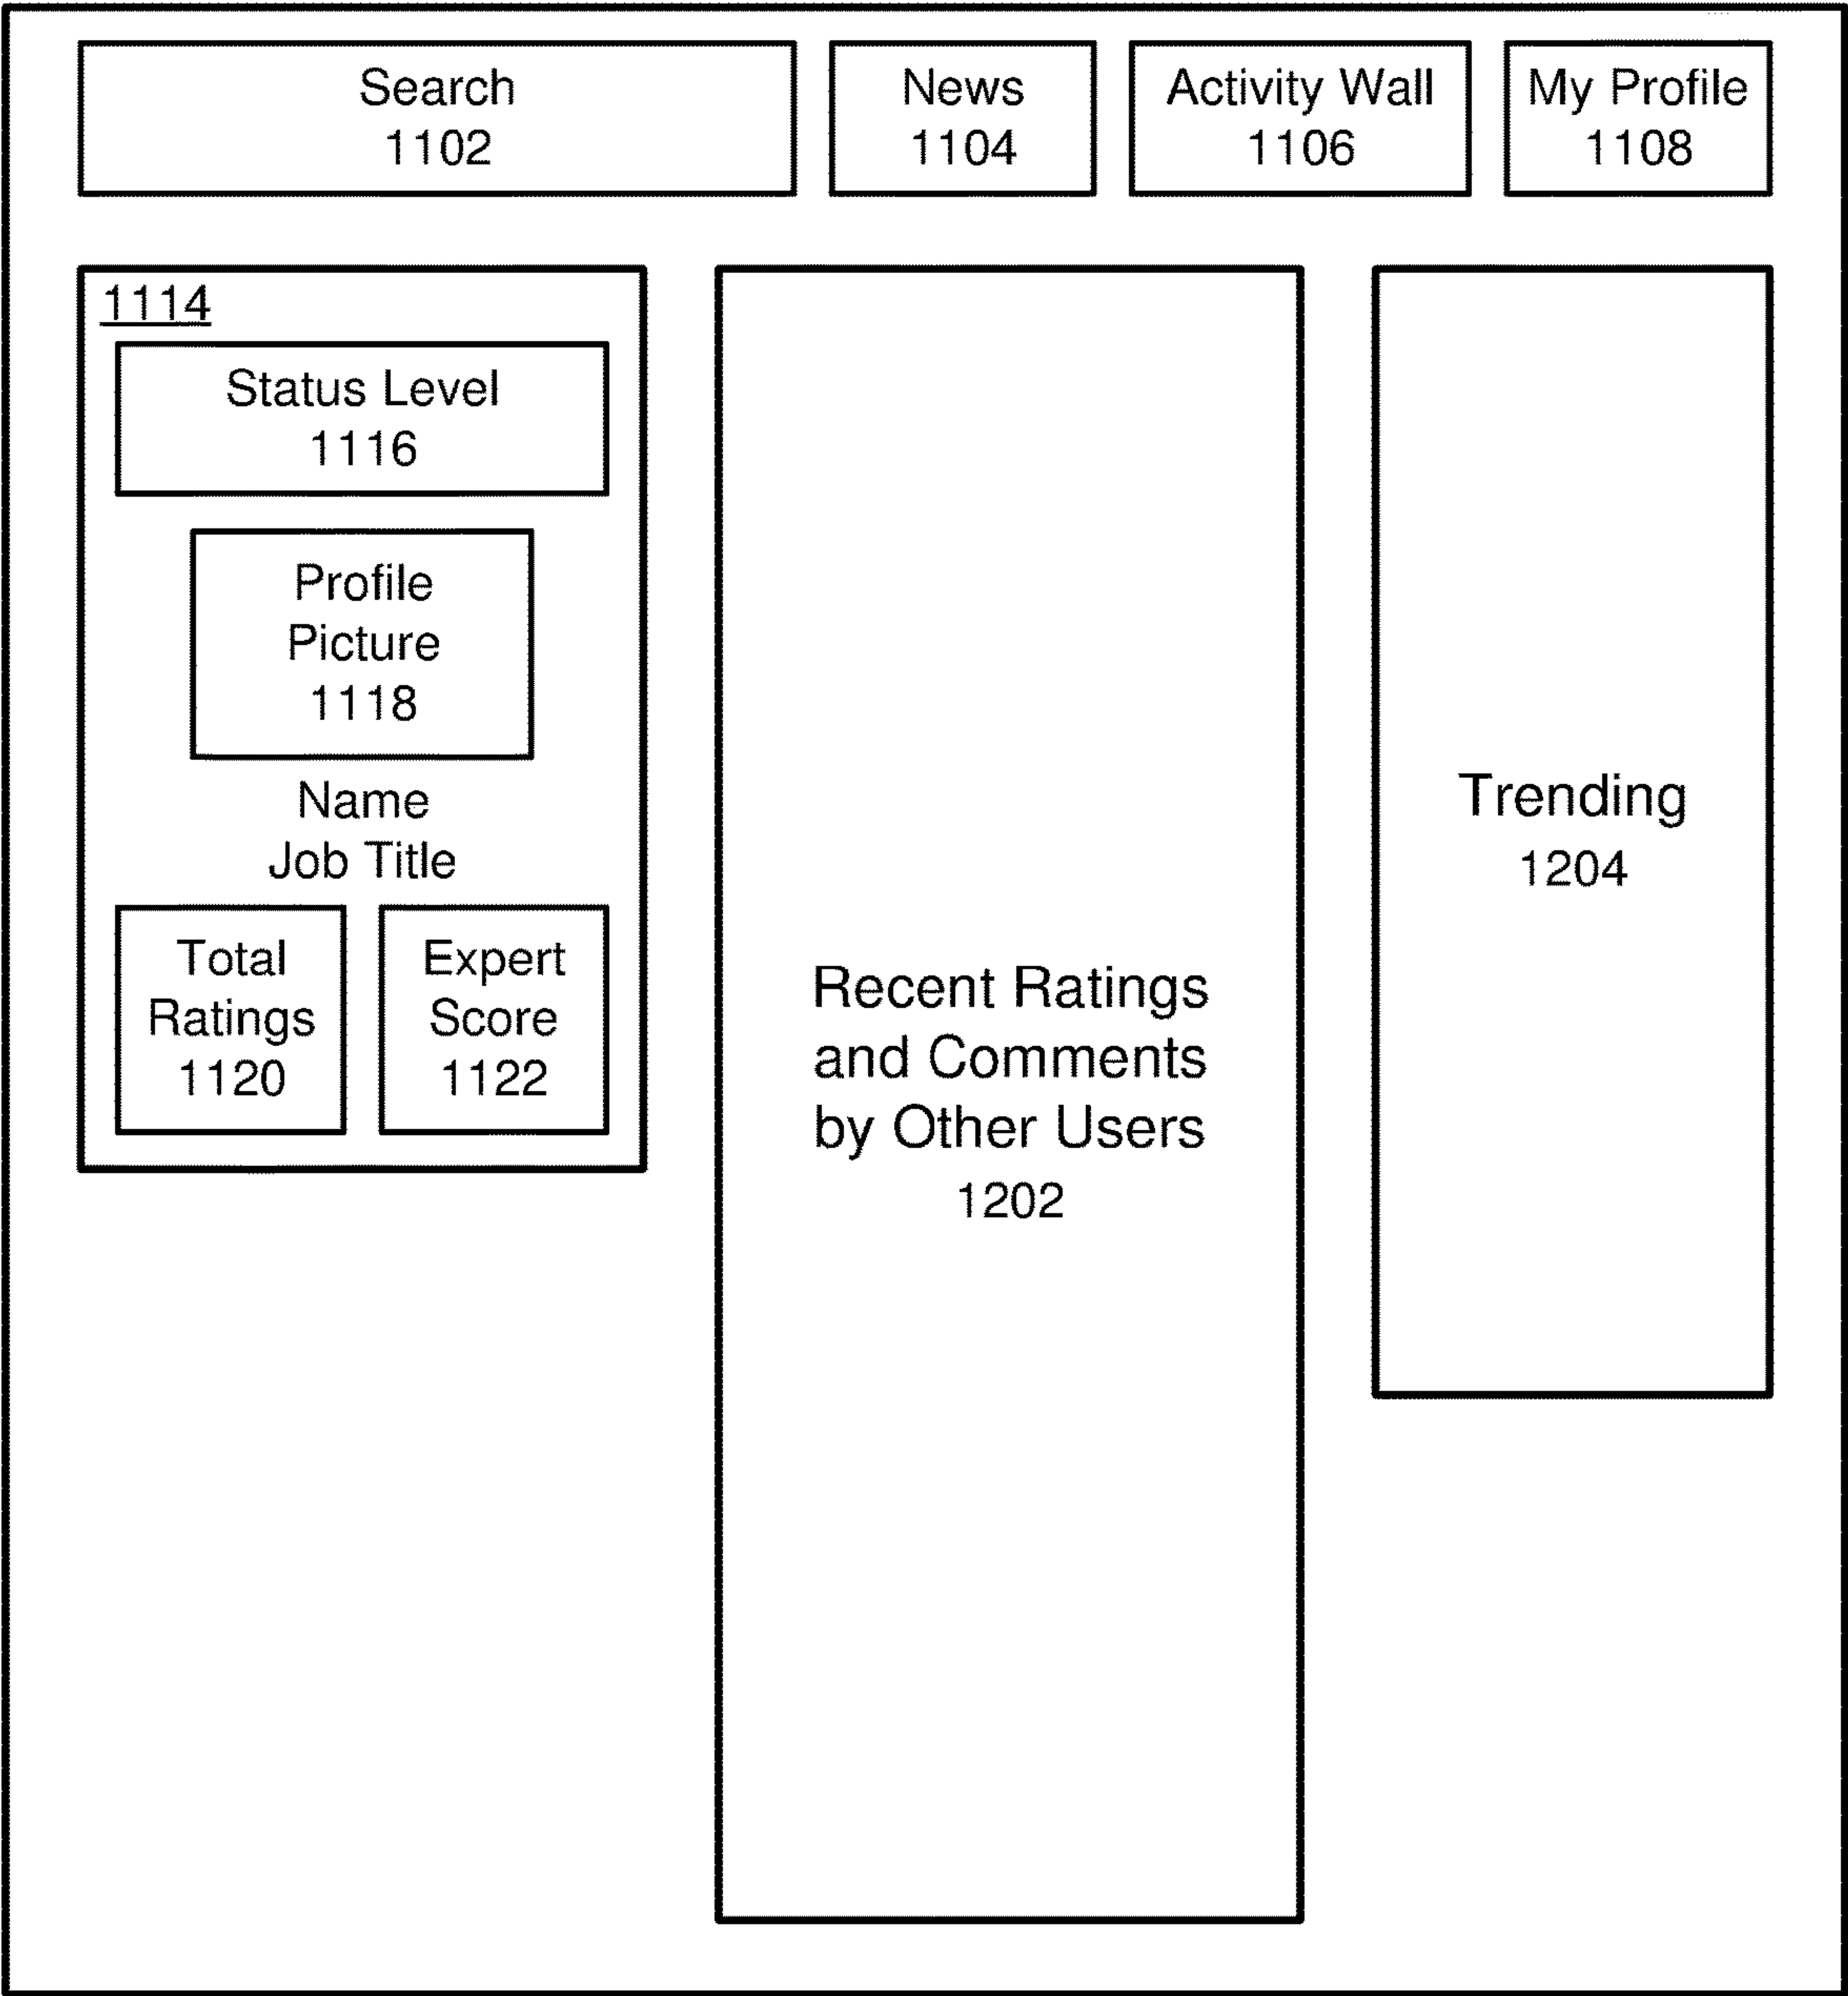 Search
1102
News
1104
Activity Wall
1106
My Profile
1108
1114
Status Level
1116
Profile
Picture
1118
Name
Job Title
Total
Ratings
1120
Expert
Score
1122
Recent Ratings
and Comments
by Other Users
1202
Trending
1204